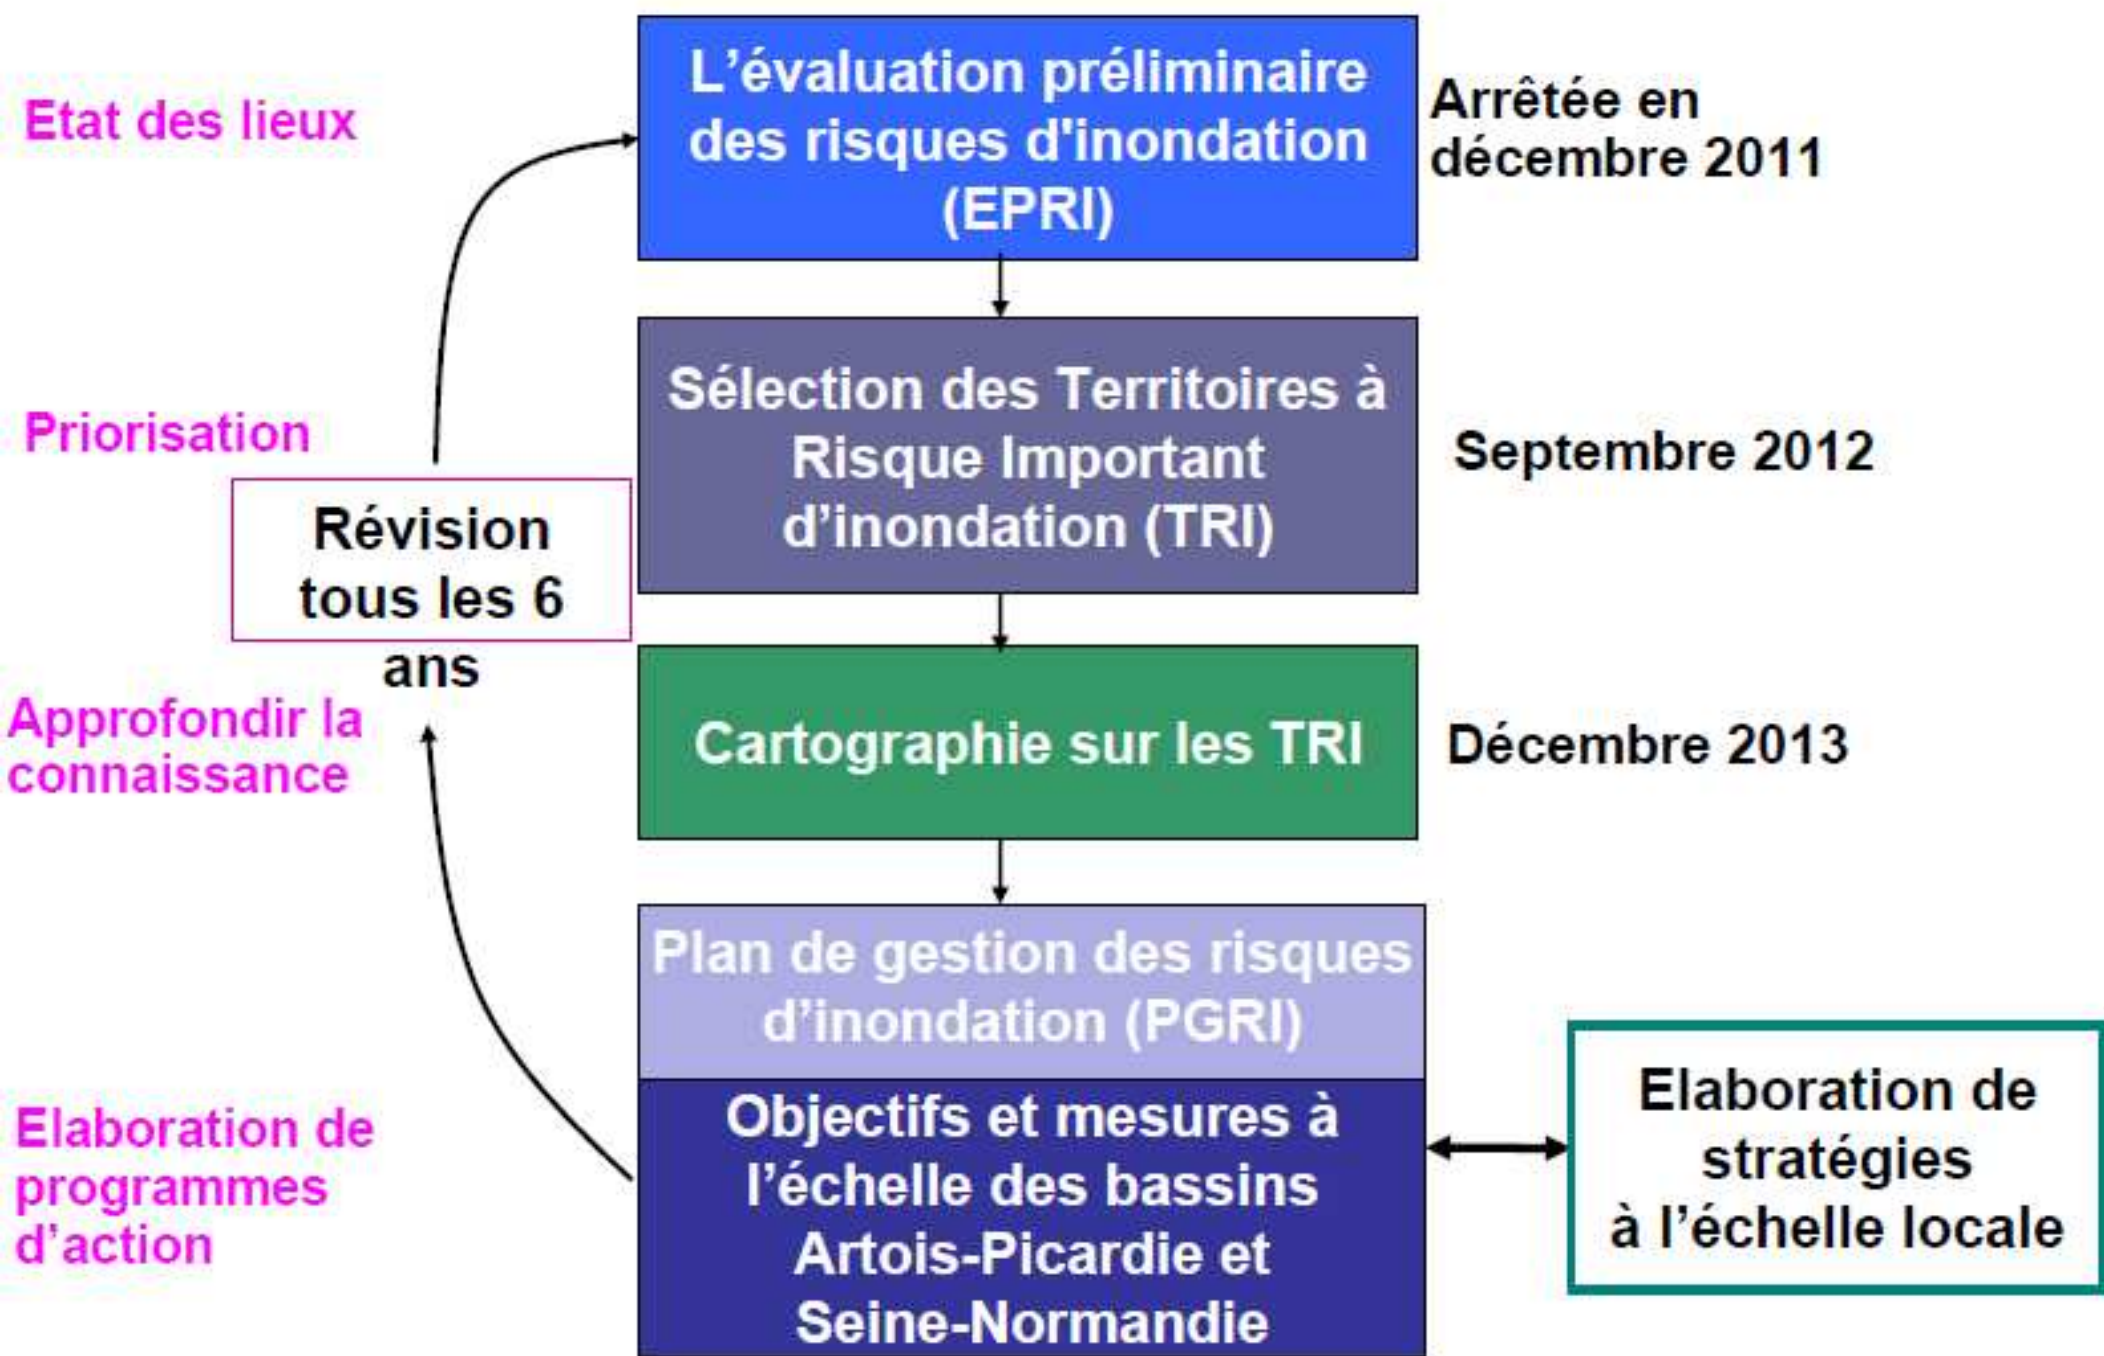 Etat des lieux
L’évaluation préliminaire
des risques d'inondation
(EPRI)
Arrêtée en
décembre 2011
Priorisation
Sélection des Territoires à
Risque Important
d’inondation (TRI)
Septembre 2012
Révision
tous les 6
ans
Approfondir la
connaissance
Cartographie sur les TRI
Décembre 2013
Plan de gestion des risques
d’inondation (PGRI)
Elaboration de
programmes
d’action
Objectifs et mesures à
l’échelle des bassins
Artois-Picardie et
Seine-Normandie
Elaboration de
stratégies
à l’échelle locale